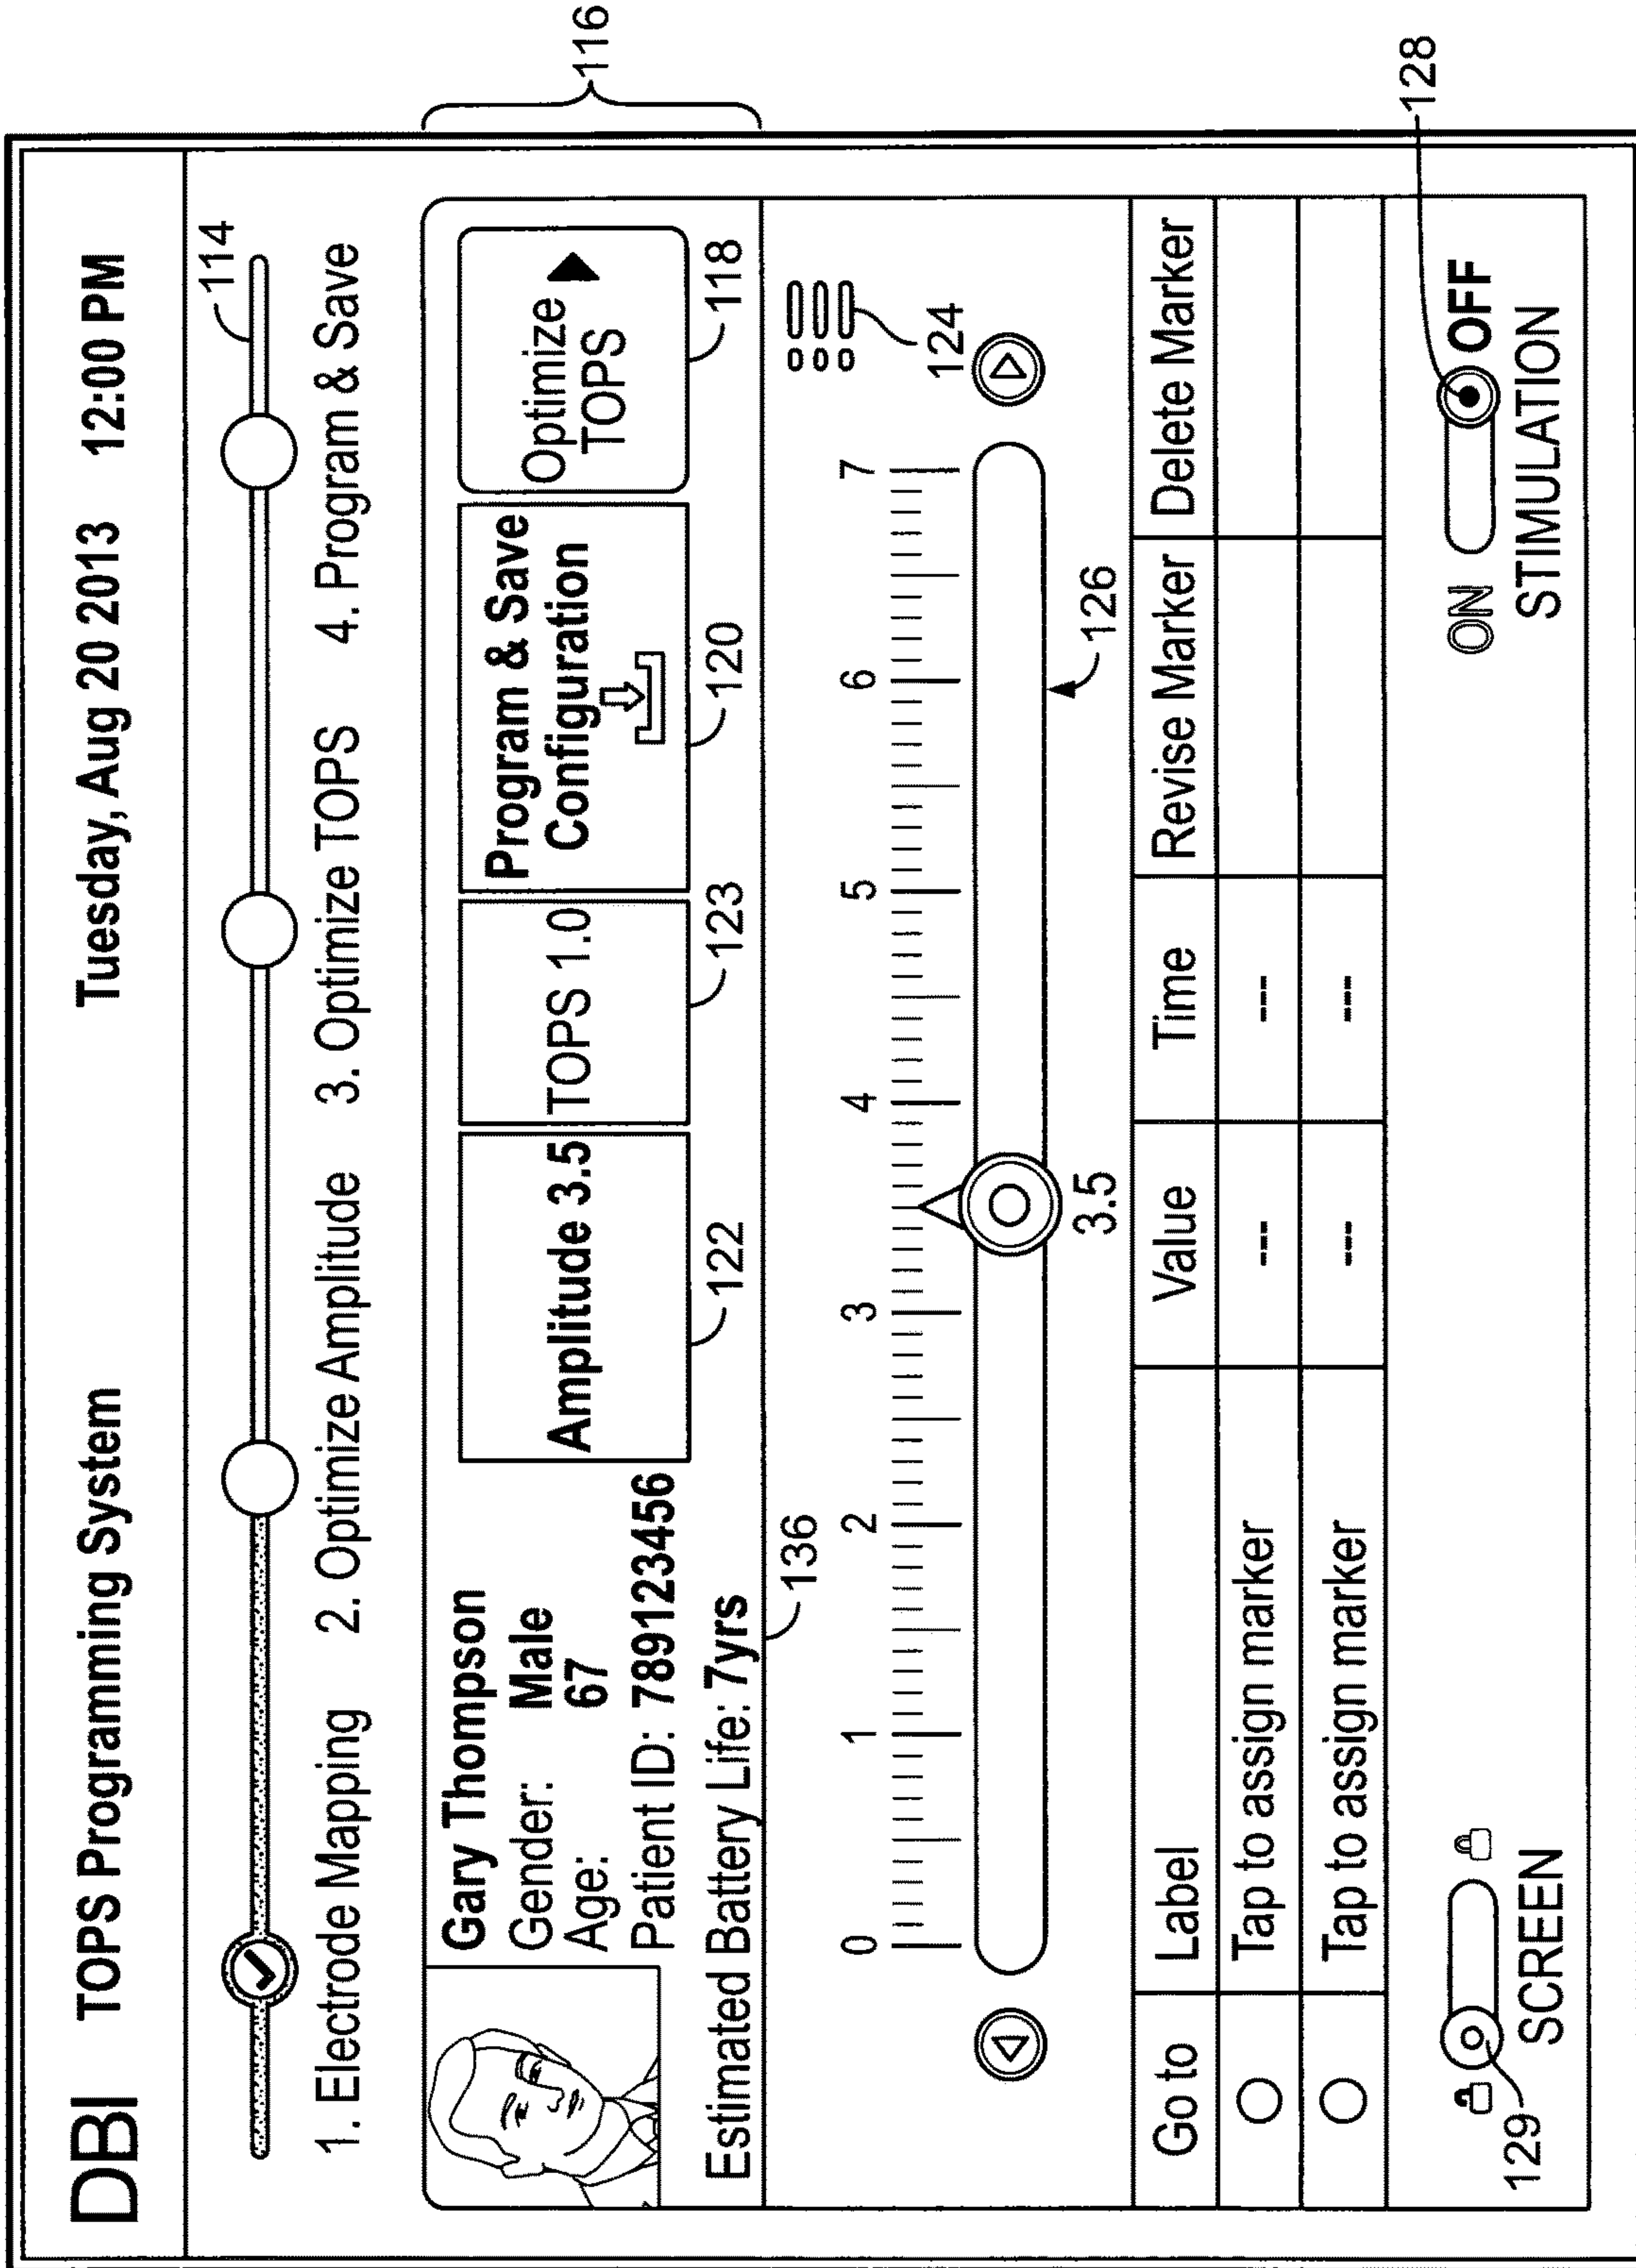 DBI TOPS Programming System Tuesday, Aug 20 2013 12:00 PM
114
1. Electrode Mapping 2. Optimize Amplitude 3. Optimize TOPS 4. Program & Save
116
Gary Thompson
Gender: Male
Age: 67
Patient ID: 789123456
Estimated Battery Life: 7yrs
Amplitude 3.5
TOPS 1.0
Program & Save
Configuration
Optimize
TOPS
122
123
120
118
136
124
0 1 2 3 4 5 6 7
3.5
126
Go to Label Value Time Revise Marker Delete Marker
Tap to assign marker --- ---
Tap to assign marker --- ---
129
SCREEN
ON OFF
STIMULATION
128